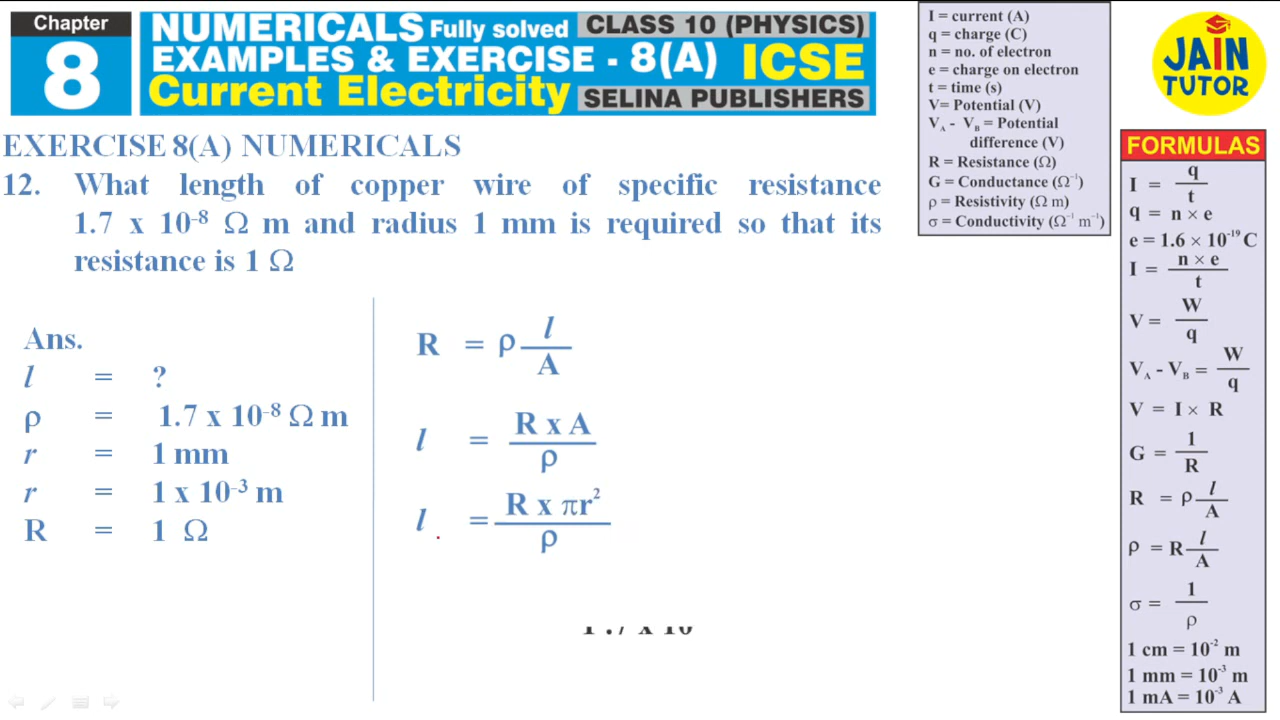 Chapter
8
NUMERICALS Fully solved CLASS 10 (PHYSICS)
EXAMPLES & EXERCISE - 8(A) ICSE
Current Electricity SELINA PUBLISHERS
I = current (A)
q = charge (C)
n = no. of electron
e = charge on electron
t = time (s)
V= Potential (V)
V_A - V_B = Potential
difference (V)
R = Resistance (Ω)
G = Conductance (Ω⁻¹)
ρ = Resistivity (Ω m)
σ = Conductivity (Ω⁻¹ m⁻¹)
JAIN
TUTOR
EXERCISE 8(A) NUMERICALS
12. What length of copper wire of specific resistance
1.7 x 10⁻⁸ Ω m and radius 1 mm is required so that its
resistance is 1 Ω
Ans.
l = ?
ρ = 1.7 x 10⁻⁸ Ω m
r = 1 mm
r = 1 x 10⁻³ m
R = 1 Ω
R = ρ l/A
l = R x A/ρ
l = R x πr²/ρ
FORMULAS
I = q/t
q = n × e
e = 1.6 × 10⁻¹⁹ C
I = n × e/t
V = W/q
V_A - V_B = W/q
V = I × R
G = 1/R
R = ρ l/A
ρ = R l/A
σ = 1/ρ
1 cm = 10⁻² m
1 mm = 10⁻³ m
1 mA = 10⁻³ A